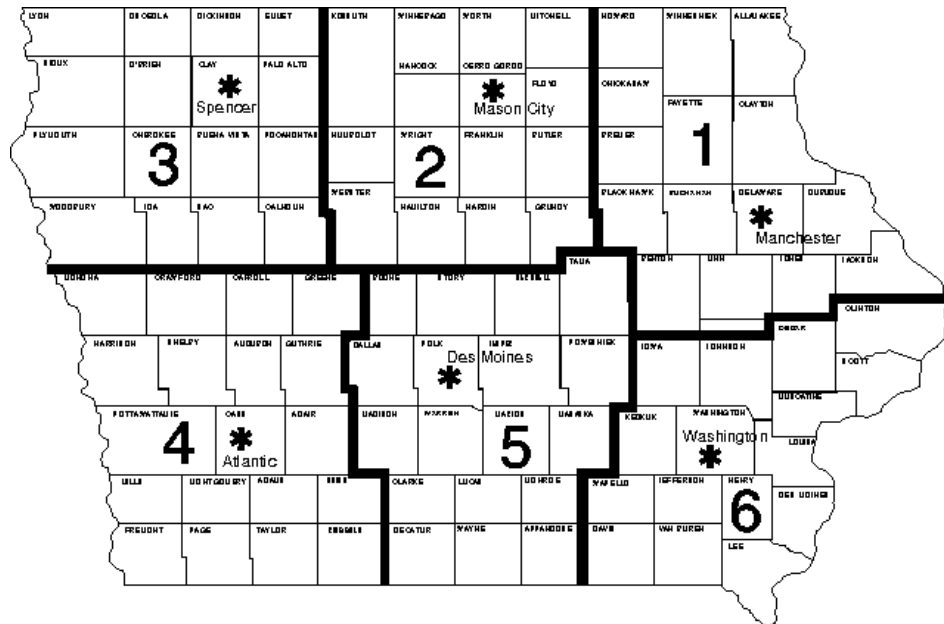 LYON OSCEOLA DICKINSON EMMET KOSSUTH WINNEBAGO WORTH MITCHELL HOWARD WINNESHIEK ALLAMAKEE
SIOUX O'BRIEN CLAY PALO ALTO HANCOCK CERRO GORDO FLOYD CHICKASAW
Spencer Mason City
FAYETTE CLAYTON
PLYMOUTH CHEROKEE BUENA VISTA POCAHONTAS HUMBOLDT WRIGHT FRANKLIN BUTLER BREMER
3 2 1
WEBSTER BLACK HAWK BUCHANAN DELAWARE DUBUQUE
WOODBURY IDA SAC CALHOUN HAMILTON HARDIN GRUNDY
Manchester
MONONA CRAWFORD CARROLL GREENE BOONE STORY MARSHALL TAMA BENTON LINN JONES JACKSON
CLINTON
CEDAR
HARRISON SHELBY AUDUBON GUTHRIE DALLAS POLK JASPER POWESHIEK IOWA JOHNSON
Des Moines
SCOTT
MUSCATINE
POTTAWATTAMIE CASS ADAIR MADISON WARREN MARION MAHASKA KEOKUK WASHINGTON
4 5
Washington
LOUISA
Atlantic
MILLS MONTGOMERY ADAMS UNION CLARKE LUCAS MONROE WAPELLO JEFFERSON HENRY DES MOINES
6
FREMONT PAGE TAYLOR RINGGOLD DECATUR WAYNE APPANOOSE DAVIS VAN BUREN
LEE